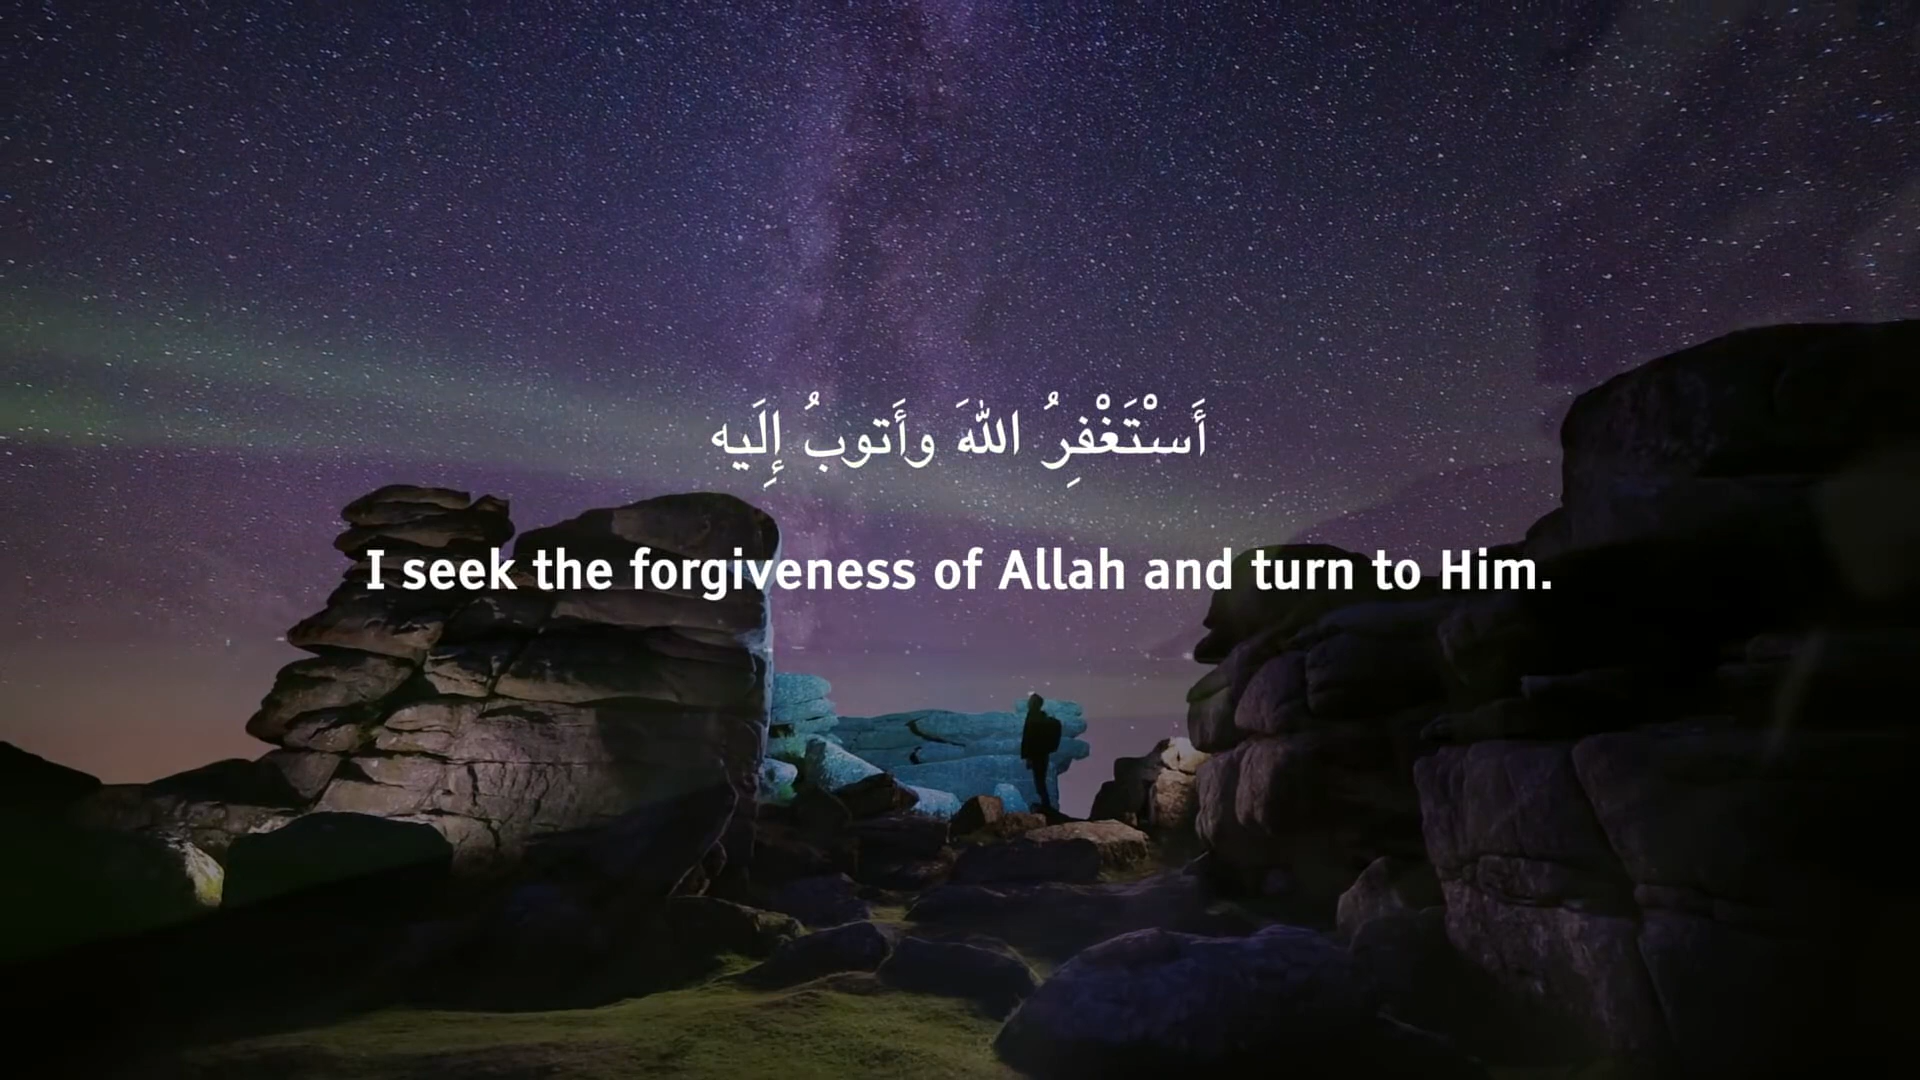 أَسْتَغْفِرُ اللهَ وأَتوبُ إِلَيه
I seek the forgiveness of Allah and turn to Him.